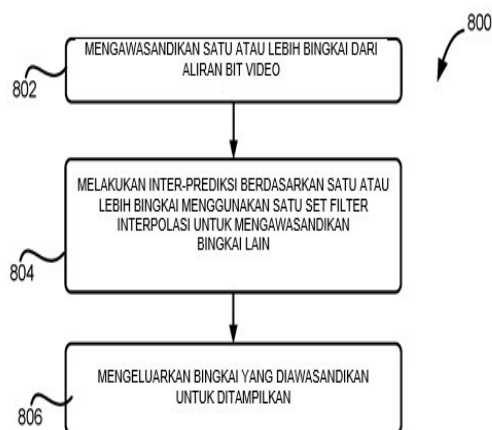 800
MENGAWASANDIKAN SATU ATAU LEBIH BINGKAI DARI
ALIRAN BIT VIDEO
802
MELAKUKAN INTER-PREDIKSI BERDASARKAN SATU ATAU
LEBIH BINGKAI MENGGUNAKAN SATU SET FILTER
INTERPOLASI UNTUK MENGAWASANDIKAN
BINGKAI LAIN
804
MENGELUARKAN BINGKAI YANG DIAWASANDIKAN
UNTUK DITAMPILKAN
806